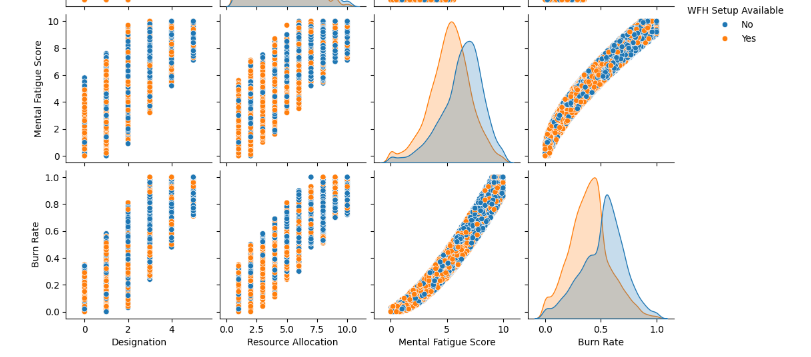 WFH Setup Available
No
Yes
Mental Fatigue Score
10
8
6
4
2
0
Burn Rate
1.0
0.8
0.6
0.4
0.2
0.0
0 2 4
0.0 2.5 5.0 7.5 10.0
0 5 10
0.0 0.5 1.0
Designation
Resource Allocation
Mental Fatigue Score
Burn Rate